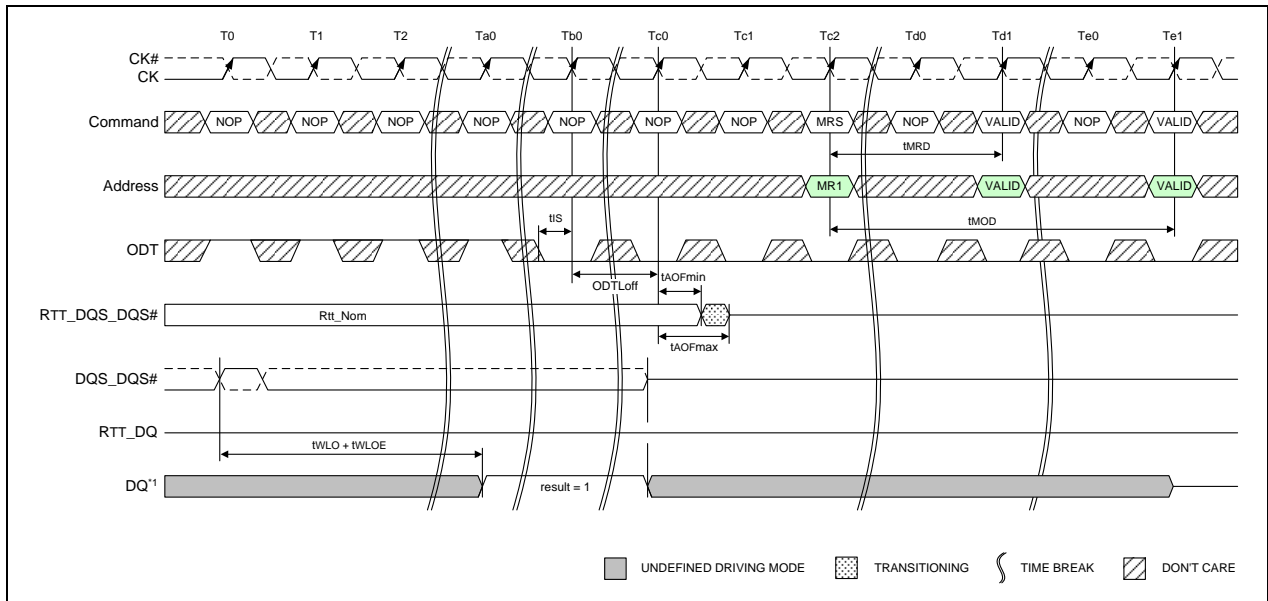 T0 T1 T2 Ta0 Tb0 Tc0 Tc1 Tc2 Td0 Td1 Te0 Te1
CK#
CK
Command NOP NOP NOP NOP NOP NOP NOP MRS NOP VALID NOP VALID
tMRD
Address MR1 VALID VALID
tIS tMOD
ODT
ODTLoff tAOFmin
RTT_DQS_DQS# Rtt_Nom
tAOFmax
DQS_DQS#
RTT_DQ
tWLO + tWLOE
DQ*1 result = 1
UNDEFINED DRIVING MODE TRANSITIONING TIME BREAK DON'T CARE